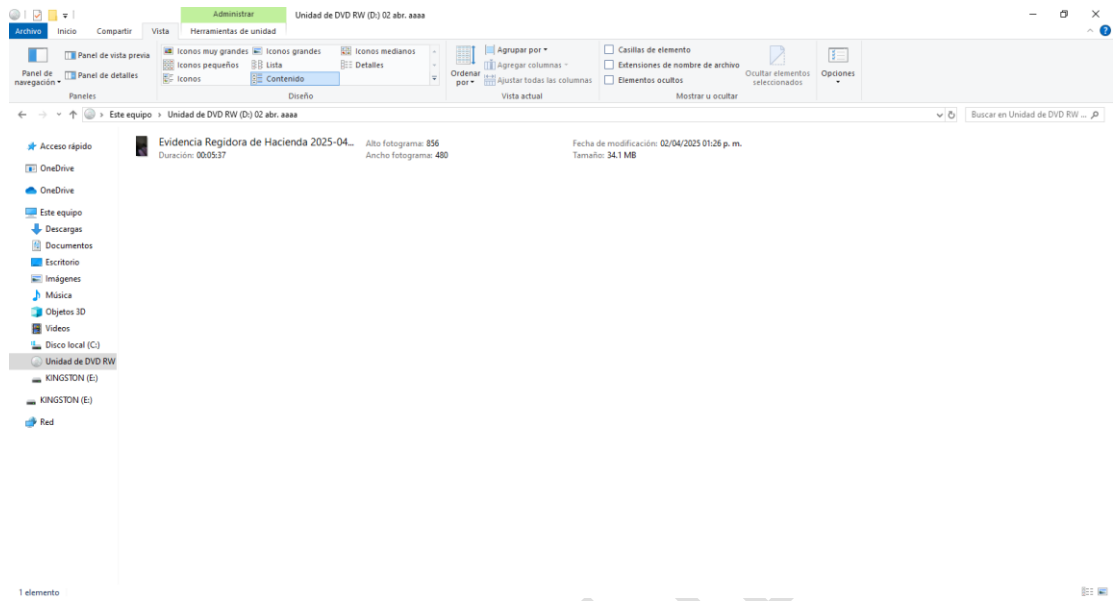 Administrar Unidad de DVD RW (D:) 02 abr. aaaa
Archivo Inicio Compartir Vista Herramientas de unidad
Panel de navegación
Panel de vista previa
Panel de detalles
Paneles
Iconos muy grandes Iconos grandes Iconos medianos
Iconos pequeños Lista Detalles
Iconos Contenido
Diseño
Ordenar por
Agrupar por
Agregar columnas
Ajustar todas las columnas
Vista actual
Casillas de elemento
Extensiones de nombre de archivo
Elementos ocultos
Ocultar elementos seleccionados
Mostrar u ocultar
Opciones
Este equipo > Unidad de DVD RW (D:) 02 abr. aaaa
Buscar en Unidad de DVD RW ...
Acceso rápido
OneDrive
OneDrive
Este equipo
Descargas
Documentos
Escritorio
Imágenes
Música
Objetos 3D
Videos
Disco local (C:)
Unidad de DVD RW
KINGSTON (E:)
KINGSTON (E:)
Red
Evidencia Regidora de Hacienda 2025-04... Alto fotograma: 856 Fecha de modificación: 02/04/2025 01:26 p. m.
Duración: 00:05:37 Ancho fotograma: 480 Tamaño: 34.1 MB
1 elemento